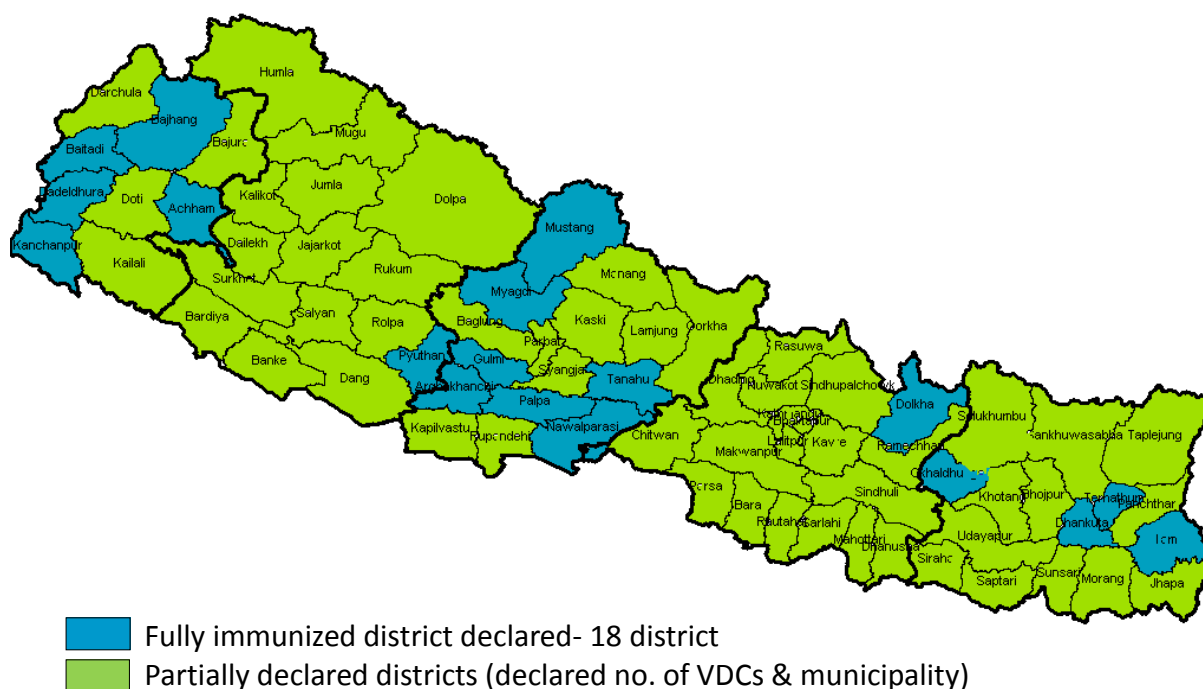 Humla
Darchula
Bajhang
Mugu
Bajura
Baitadi
Jumla
Dadeldhura
Doti
Achham
Kalikot
Dolpa
Mustang
Kanchanpur
Dailekh
Jajarkot
Kailali
Surkhet
Rukum
Manang
Myagdi
Bardiya
Salyan
Rolpa
Baglung
Kaski
Lamjung
Gorkha
Parbat
Rasuwa
Pyuthan
Gulmi
Banke
Syangja
Dang
Tanahu
Dhading
Nuwakot
Sindhupalchowk
Palpa
Dolkha
Kapilvastu
Nawalparasi
Chitwan
Bhaktapur
Solukhumbu
Rupandehi
Lalitpur
Kavre
Ramechhap
Sankhuwasabha
Taplejung
Makwanpur
Parsa
Sindhuli
Khotang
Bhojpur
Terhathum
Panchthar
Bara
Dhankuta
Rautahat
Sarlahi
Mahottari
Dhanusha
Udayapur
Siraha
Saptari
Sunsari
Morang
Jhapa
Fully immunized district declared- 18 district
Partially declared districts (declared no. of VDCs & municipality)